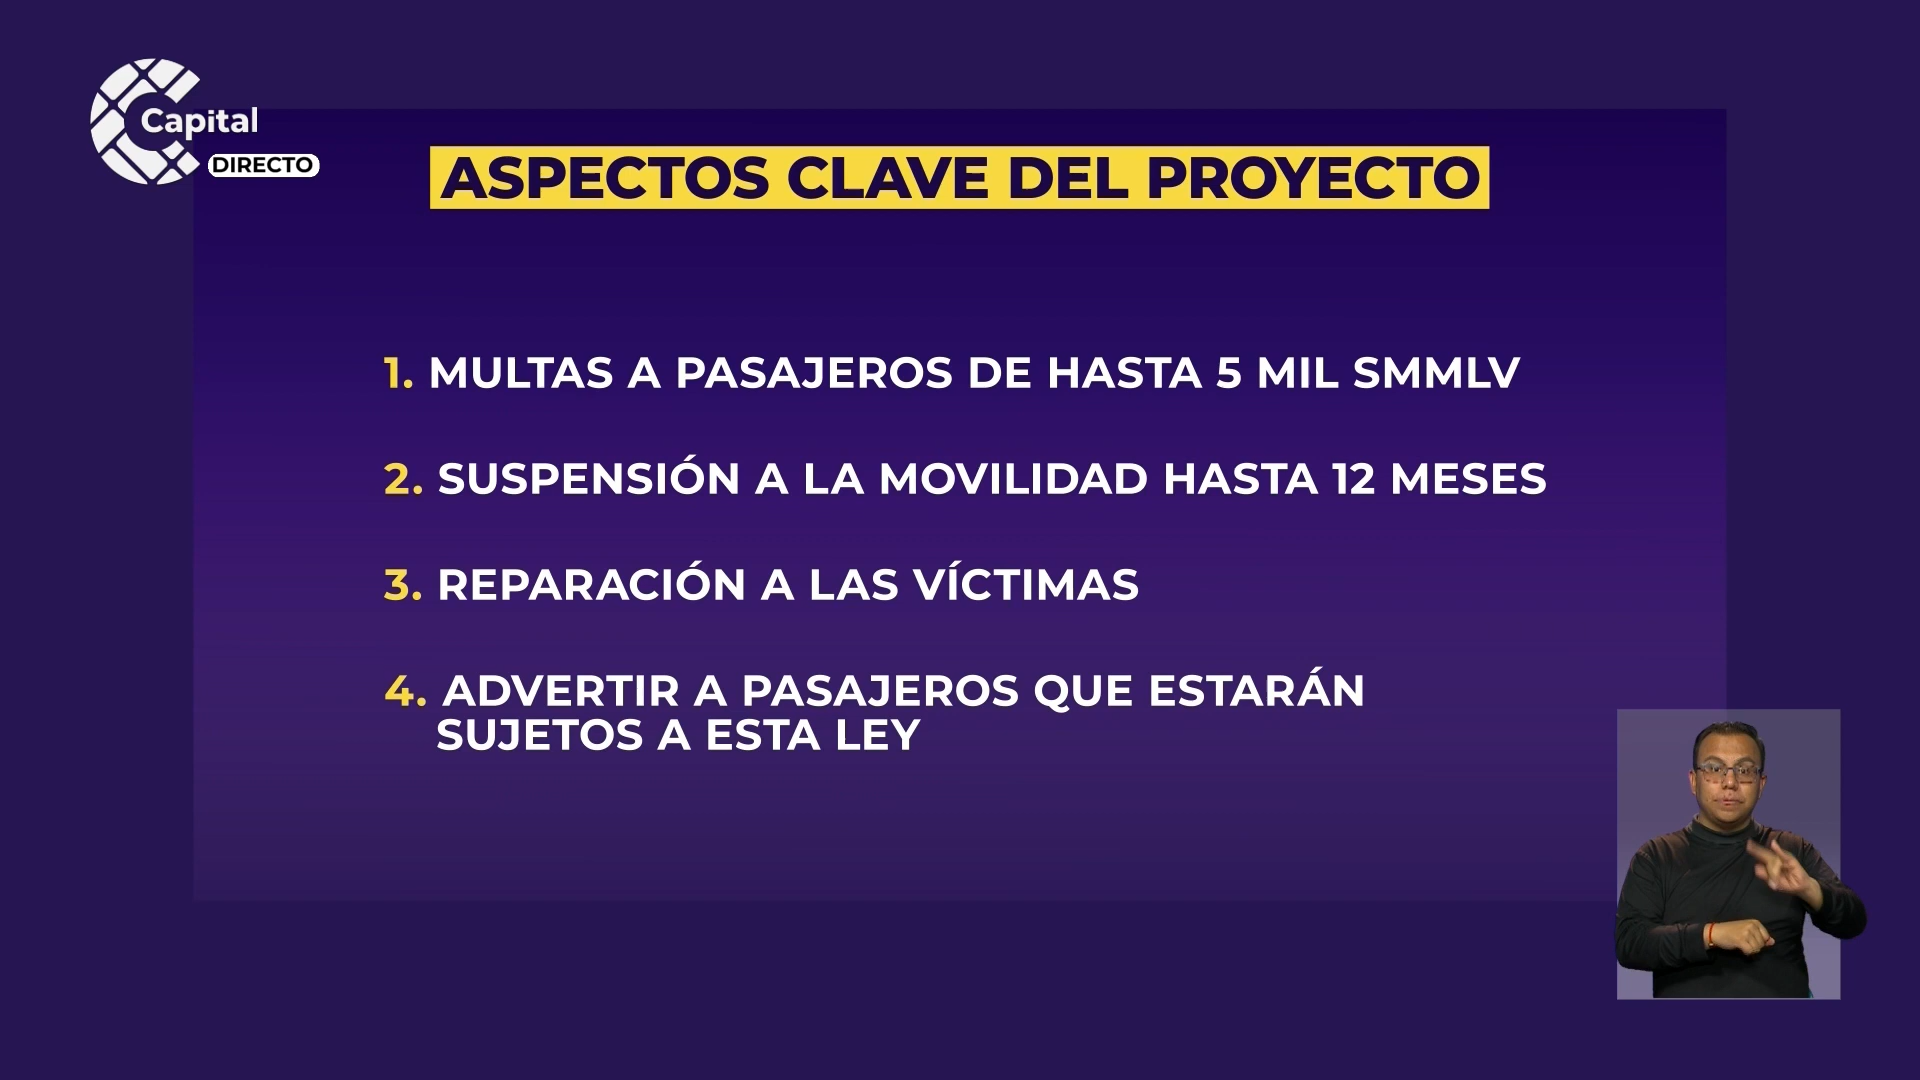 Capital
DIRECTO
ASPECTOS CLAVE DEL PROYECTO
1. MULTAS A PASAJEROS DE HASTA 5 MIL SMMLV
2. SUSPENSIÓN A LA MOVILIDAD HASTA 12 MESES
3. REPARACIÓN A LAS VÍCTIMAS
4. ADVERTIR A PASAJEROS QUE ESTARÁN
SUJETOS A ESTA LEY